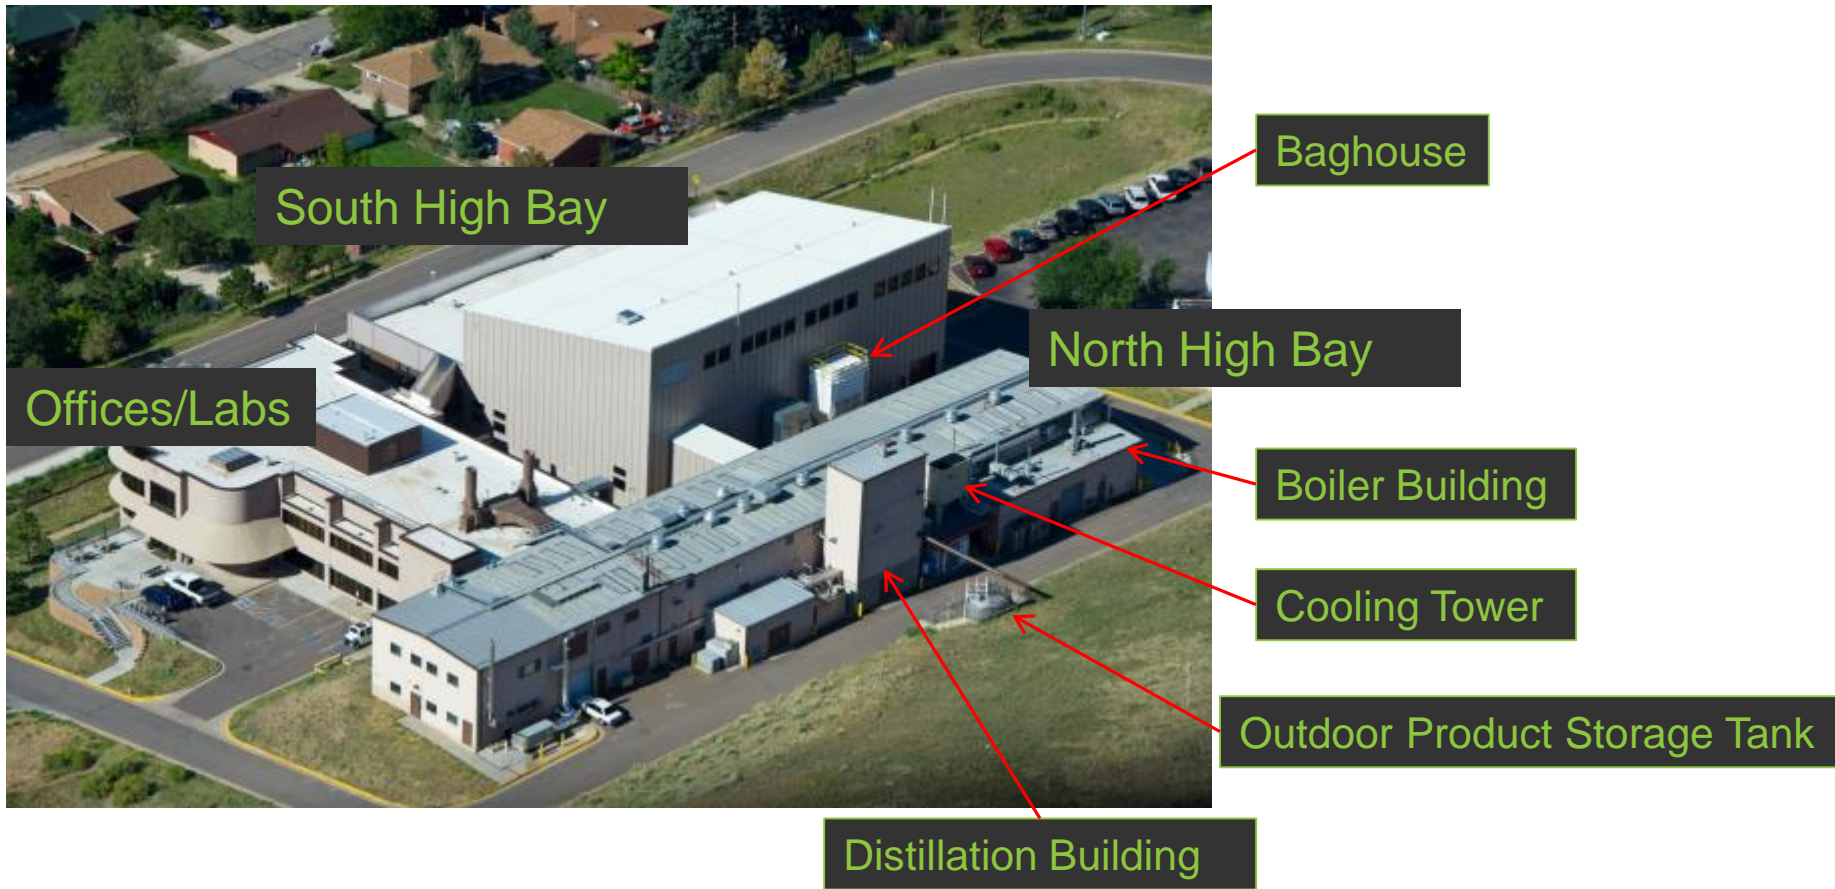 Baghouse
South High Bay
North High Bay
Offices/Labs
Boiler Building
Cooling Tower
Outdoor Product Storage Tank
Distillation Building